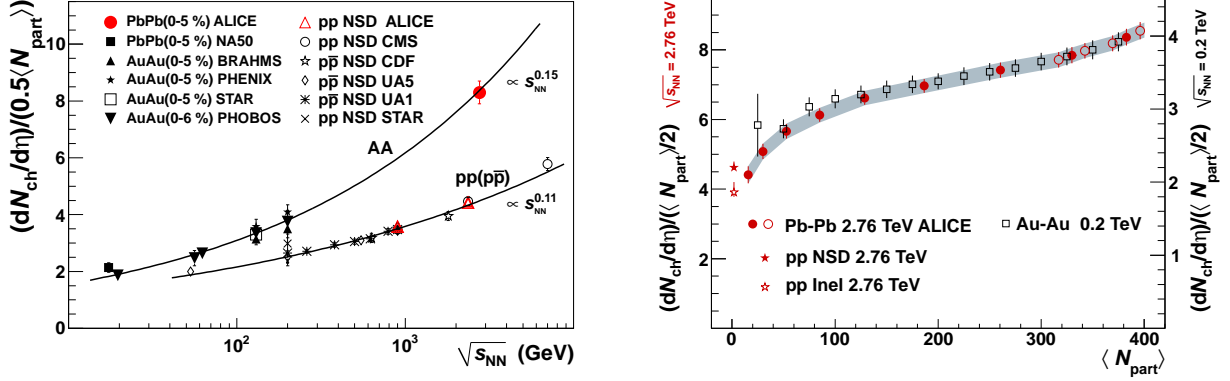 (dN_ch/dη)/(0.5⟨N_part⟩)
10
8
6
4
2
0
PbPb(0-5 %) ALICE
PbPb(0-5 %) NA50
AuAu(0-5 %) BRAHMS
AuAu(0-5 %) PHENIX
AuAu(0-5 %) STAR
AuAu(0-6 %) PHOBOS
pp NSD ALICE
pp NSD CMS
pp̄ NSD CDF
pp̄ NSD UA5
pp̄ NSD UA1
pp NSD STAR
∝ s_NN^0.15
AA
pp(pp̄)
∝ s_NN^0.11
10²
10³
√s_NN (GeV)
(dN_ch/dη)/(⟨N_part⟩/2) √s_NN = 2.76 TeV
8
6
4
2
0
Pb-Pb 2.76 TeV ALICE
Au-Au 0.2 TeV
pp NSD 2.76 TeV
pp Inel 2.76 TeV
0
100
200
300
400
⟨ N_part ⟩
4
3
2
1
(dN_ch/dη)/(⟨ N_part ⟩/2) √s_NN = 0.2 TeV